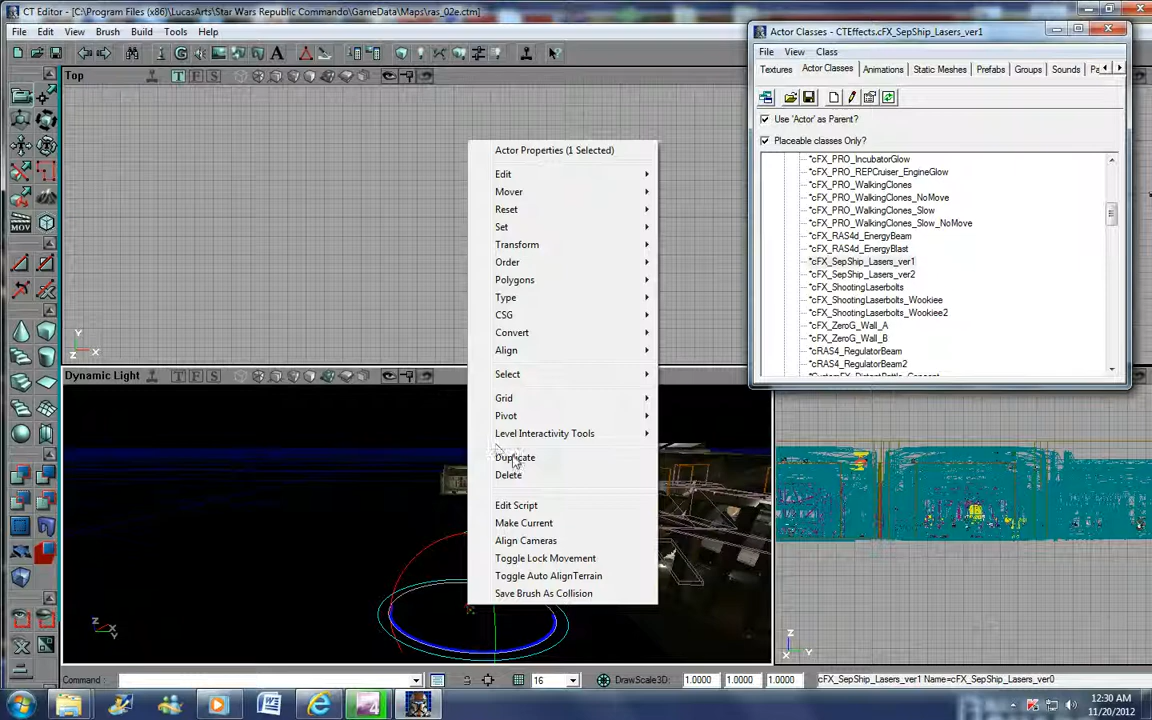 CT Editor - [C:\Program Files (x86)\LucasArts\Star Wars Republic Commando\GameData\Maps\ras_02e.ctm]
File Edit View Brush Build Tools Help
Top
T F S
Y
Z X
Actor Properties (1 Selected)
Edit
Mover
Reset
Set
Transform
Order
Polygons
Type
CSG
Convert
Align
Select
Grid
Pivot
Level Interactivity Tools
Duplicate
Delete
Edit Script
Make Current
Align Cameras
Toggle Lock Movement
Toggle Auto AlignTerrain
Save Brush As Collision
Actor Classes - CTEffects.cFX_SepShip_Lasers_ver1
File View Class
Textures Actor Classes Animations Static Meshes Prefabs Groups Sounds
Use 'Actor' as Parent?
Placeable classes Only?
*cFX_PRO_IncubatorGlow
*cFX_PRO_REPCruiser_EngineGlow
*cFX_PRO_WalkingClones
*cFX_PRO_WalkingClones_NoMove
*cFX_PRO_WalkingClones_Slow
*cFX_PRO_WalkingClones_Slow_NoMove
*cFX_RAS4d_EnergyBeam
*cFX_RAS4d_EnergyBlast
*cFX_SepShip_Lasers_ver1
*cFX_SepShip_Lasers_ver2
*cFX_ShootingLaserbolts
*cFX_ShootingLaserbolts_Wookiee
*cFX_ShootingLaserbolts_Wookiee2
*cFX_ZeroG_Wall_A
*cFX_ZeroG_Wall_B
*cRAS4_RegulatorBeam
*cRAS4_RegulatorBeam2
Dynamic Light
T F S
Z
X
Y
Z
X Y
MOV
Command :
16
DrawScale3D:
1.0000
1.0000
1.0000
cFX_SepShip_Lasers_ver1 Name=cFX_SepShip_Lasers_ver0
12:30 AM
11/20/2012